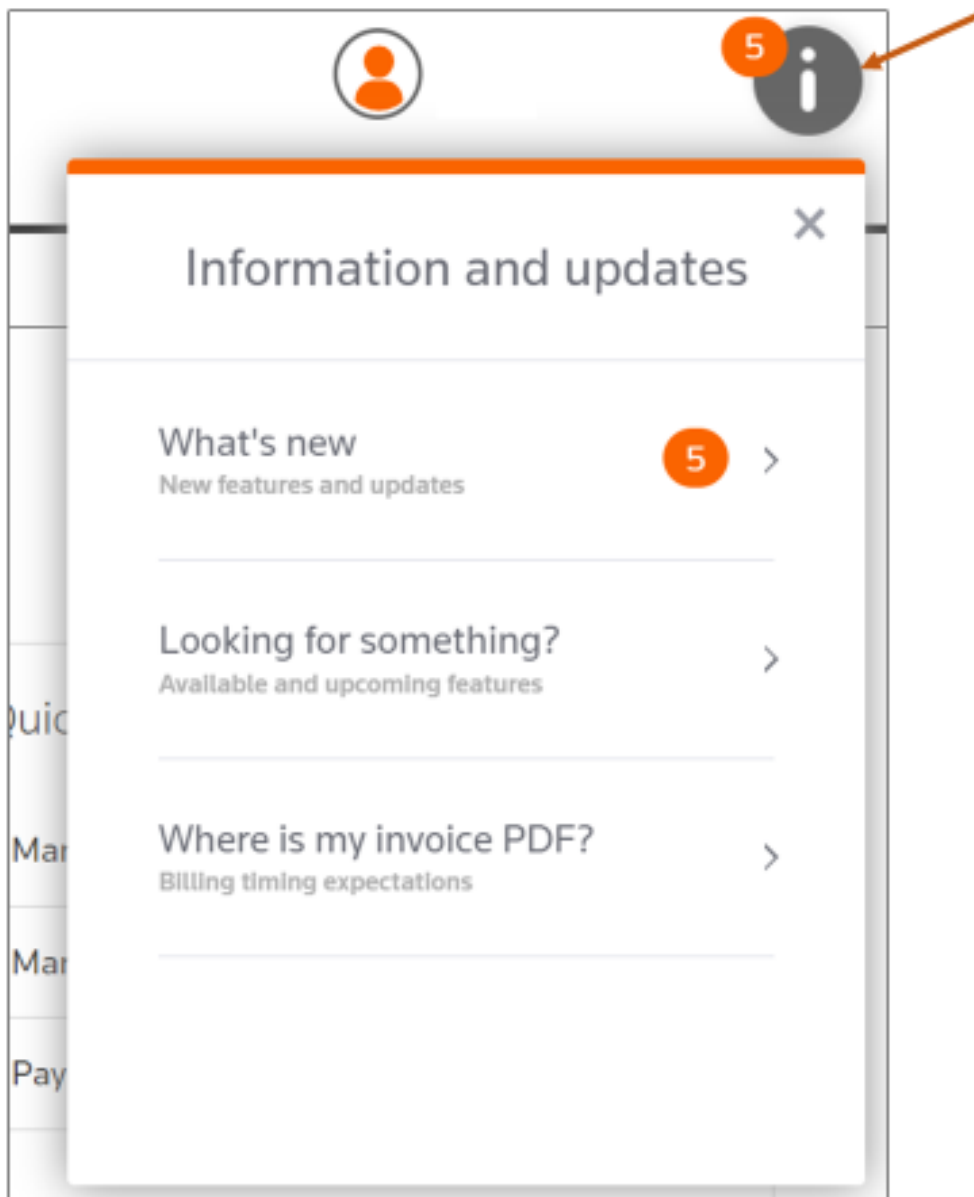 5
Information and updates
What's new
New features and updates
5
Looking for something?
Available and upcoming features
Where is my invoice PDF?
Billing timing expectations
Pay